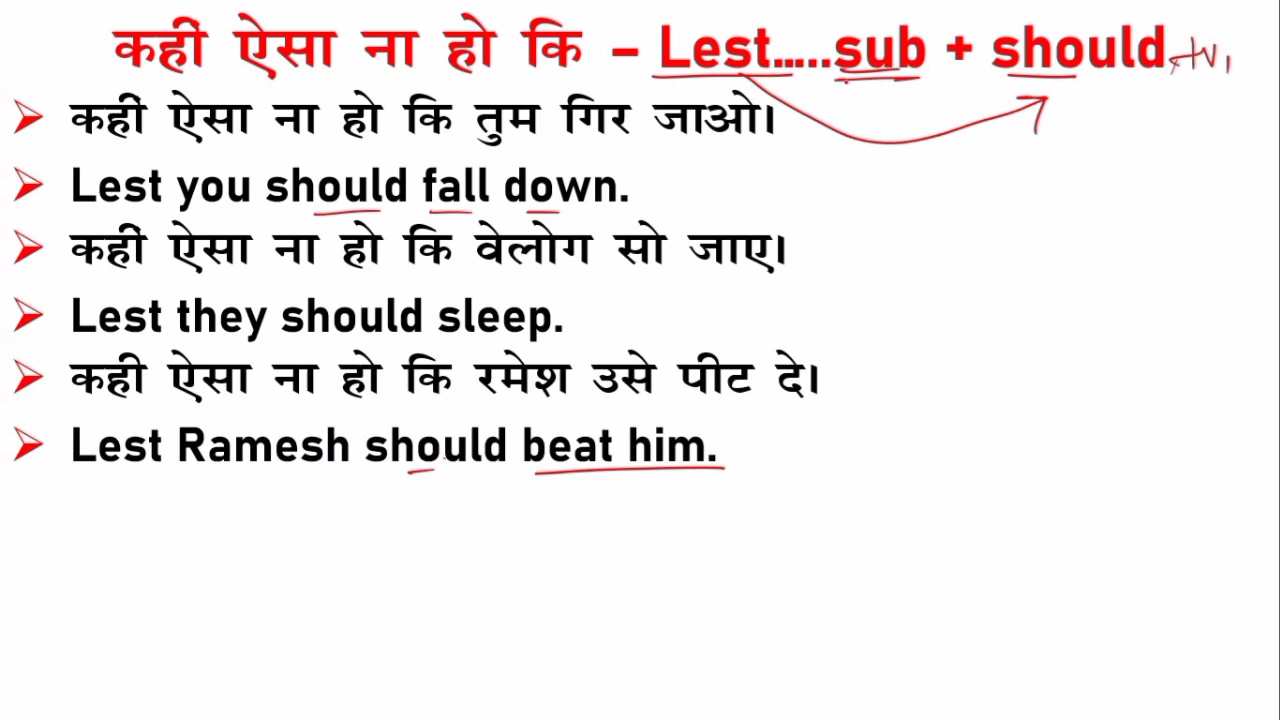 कहीं ऐसा ना हो कि – Lest…..sub + should +v1
कहीं ऐसा ना हो कि तुम गिर जाओ।
Lest you should fall down.
कहीं ऐसा ना हो कि वेलोग सो जाए।
Lest they should sleep.
कही ऐसा ना हो कि रमेश उसे पीट दे।
Lest Ramesh should beat him.